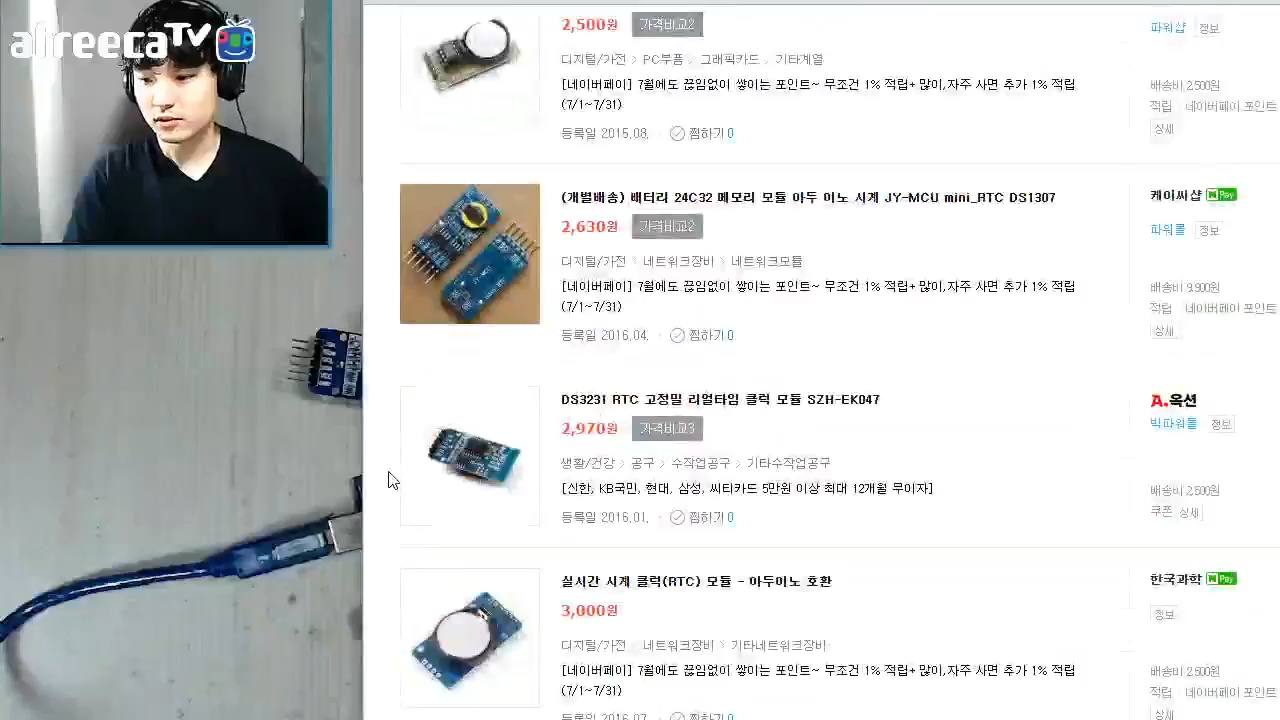 afreecaTV
2,500원 가격비교2
디지털/가전 > PC부품 > 그래픽카드 > 기타계열
[네이버페이] 7월에도 끊임없이 쌓이는 포인트~ 무조건 1% 적립+ 많이,자주 사면 추가 1% 적립
(7/1~7/31)
등록일 2015.08. · 찜하기 0
파워샵 정보
배송비 2,500원
적립 네이버페이 포인트
상세
(개별배송) 배터리 24C32 메모리 모듈 아두 이노 시계 JY-MCU mini_RTC DS1307
2,630원 가격비교2
디지털/가전 > 네트워크장비 > 네트워크모듈
[네이버페이] 7월에도 끊임없이 쌓이는 포인트~ 무조건 1% 적립+ 많이,자주 사면 추가 1% 적립
(7/1~7/31)
등록일 2016.04. · 찜하기 0
케이씨샵 N Pay
파워몰 정보
배송비 9,900원
적립 네이버페이 포인트
상세
DS3231 RTC 고정밀 리얼타임 클럭 모듈 SZH-EK047
2,970원 가격비교3
생활/건강 > 공구 > 수작업공구 > 기타수작업공구
[신한, KB국민, 현대, 삼성, 씨티카드 5만원 이상 최대 12개월 무이자]
등록일 2016.01. · 찜하기 0
A.옥션
빅파워몰 정보
배송비 2,500원
쿠폰 상세
실시간 시계 클럭(RTC) 모듈 - 아두이노 호환
3,000원
디지털/가전 > 네트워크장비 > 기타네트워크장비
[네이버페이] 7월에도 끊임없이 쌓이는 포인트~ 무조건 1% 적립+ 많이,자주 사면 추가 1% 적립
(7/1~7/31)
등록일 2016.07. · 찜하기 0
한국과학 N Pay
정보
배송비 2,500원
적립 네이버페이 포인트
상세